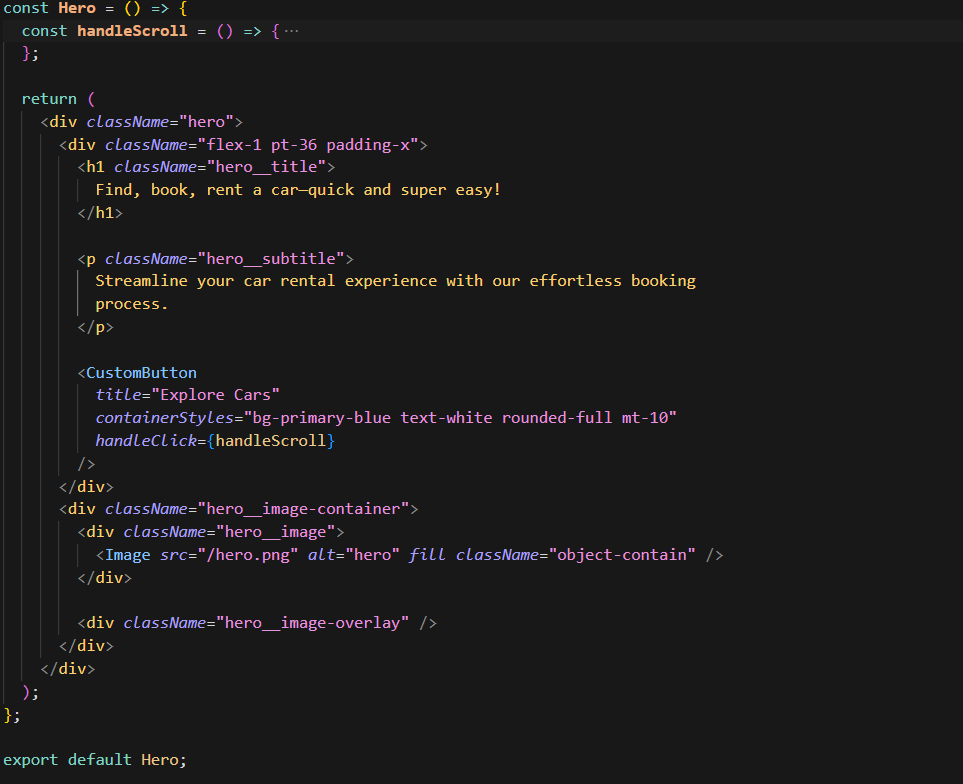 const Hero = () => {
  const handleScroll = () => {···
  };

  return (
    <div className="hero">
      <div className="flex-1 pt-36 padding-x">
        <h1 className="hero__title">
          Find, book, rent a car—quick and super easy!
        </h1>

        <p className="hero__subtitle">
          Streamline your car rental experience with our effortless booking
          process.
        </p>

        <CustomButton
          title="Explore Cars"
          containerStyles="bg-primary-blue text-white rounded-full mt-10"
          handleClick={handleScroll}
        />
      </div>
      <div className="hero__image-container">
        <div className="hero__image">
          <Image src="/hero.png" alt="hero" fill className="object-contain" />
        </div>

        <div className="hero__image-overlay" />
      </div>
    </div>
  );
};

export default Hero;